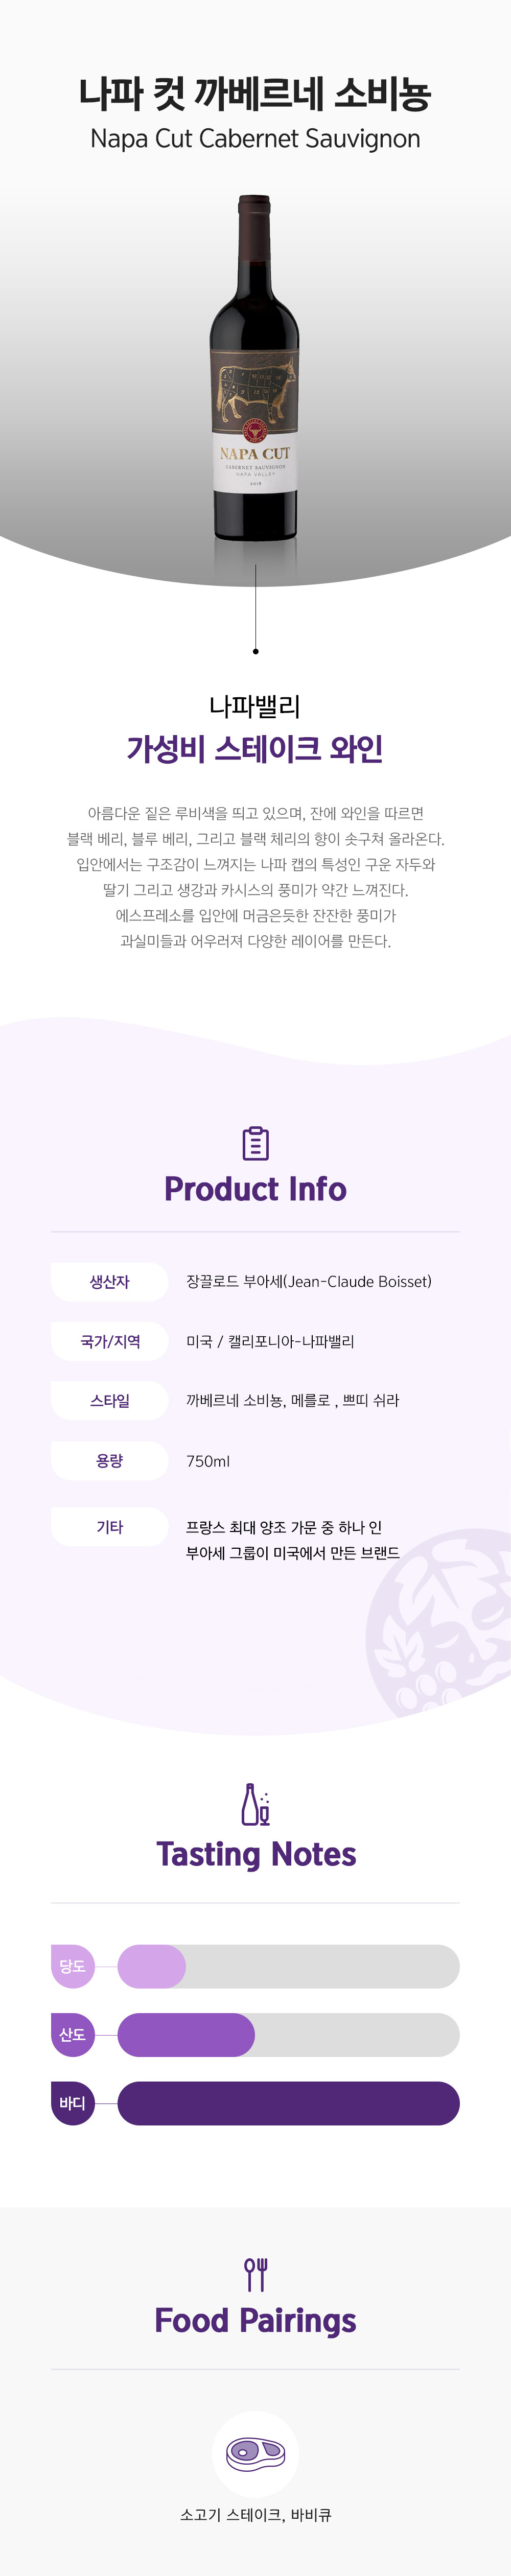 나파 컷 까베르네 소비뇽
Napa Cut Cabernet Sauvignon
NAPA CUT
CABERNET SAUVIGNON
NAPA VALLEY
2018
나파밸리
가성비 스테이크 와인
아름다운 짙은 루비색을 띄고 있으며, 잔에 와인을 따르면
블랙 베리, 블루 베리, 그리고 블랙 체리의 향이 솟구쳐 올라온다.
입안에서는 구조감이 느껴지는 나파 캡의 특성인 구운 자두와
딸기 그리고 생강과 카시스의 풍미가 약간 느껴진다.
에스프레소를 입안에 머금은듯한 잔잔한 풍미가
과실미들과 어우러져 다양한 레이어를 만든다.
Product Info
생산자 장끌로드 부아세(Jean-Claude Boisset)
국가/지역 미국 / 캘리포니아-나파밸리
스타일 까베르네 소비뇽, 메를로 , 쁘띠 쉬라
용량 750ml
기타 프랑스 최대 양조 가문 중 하나 인
부아세 그룹이 미국에서 만든 브랜드
Tasting Notes
당도
산도
바디
Food Pairings
소고기 스테이크, 바비큐